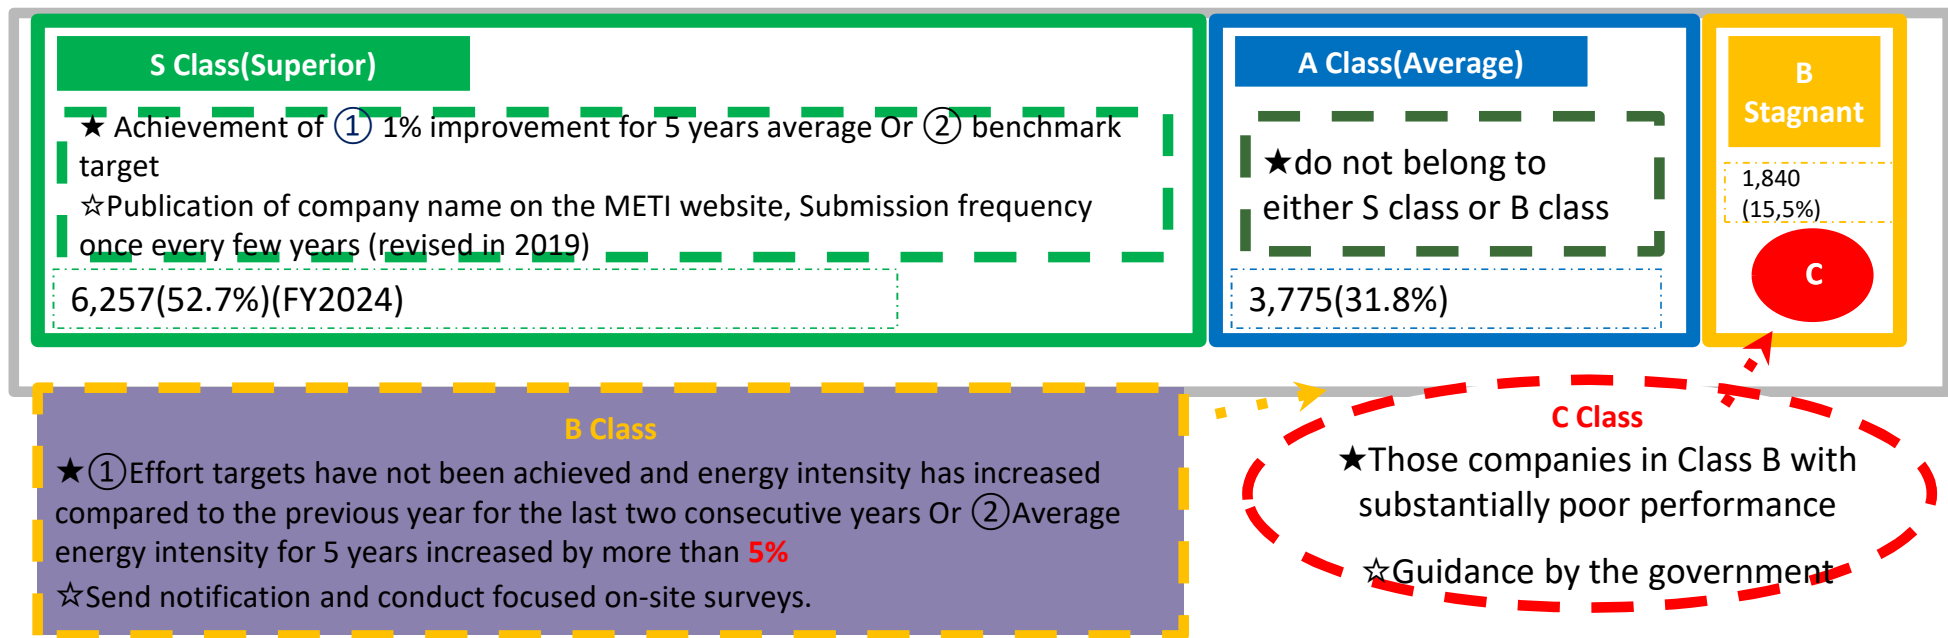 S Class(Superior)
★ Achievement of ① 1% improvement for 5 years average Or ② benchmark
target
☆Publication of company name on the METI website, Submission frequency
once every few years (revised in 2019)
6,257(52.7%)(FY2024)
A Class(Average)
★do not belong to
either S class or B class
3,775(31.8%)
B
Stagnant
1,840
(15,5%)
C
B Class
★①Effort targets have not been achieved and energy intensity has increased
compared to the previous year for the last two consecutive years Or ②Average
energy intensity for 5 years increased by more than 5%
☆Send notification and conduct focused on-site surveys.
C Class
★Those companies in Class B with
substantially poor performance
☆Guidance by the government